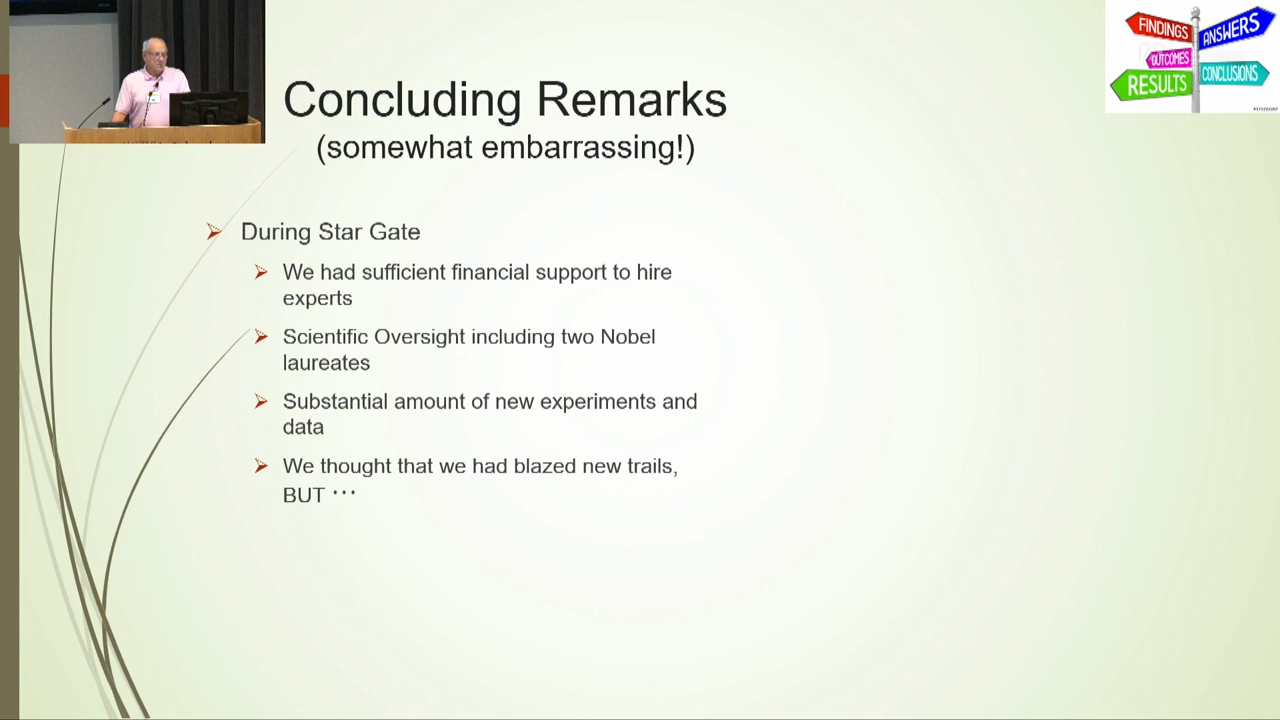 Concluding Remarks
(somewhat embarrassing!)
FINDINGS
ANSWERS
OUTCOMES
RESULTS
CONCLUSIONS
➢ During Star Gate
➢ We had sufficient financial support to hire
experts
➢ Scientific Oversight including two Nobel
laureates
➢ Substantial amount of new experiments and
data
➢ We thought that we had blazed new trails,
BUT ···